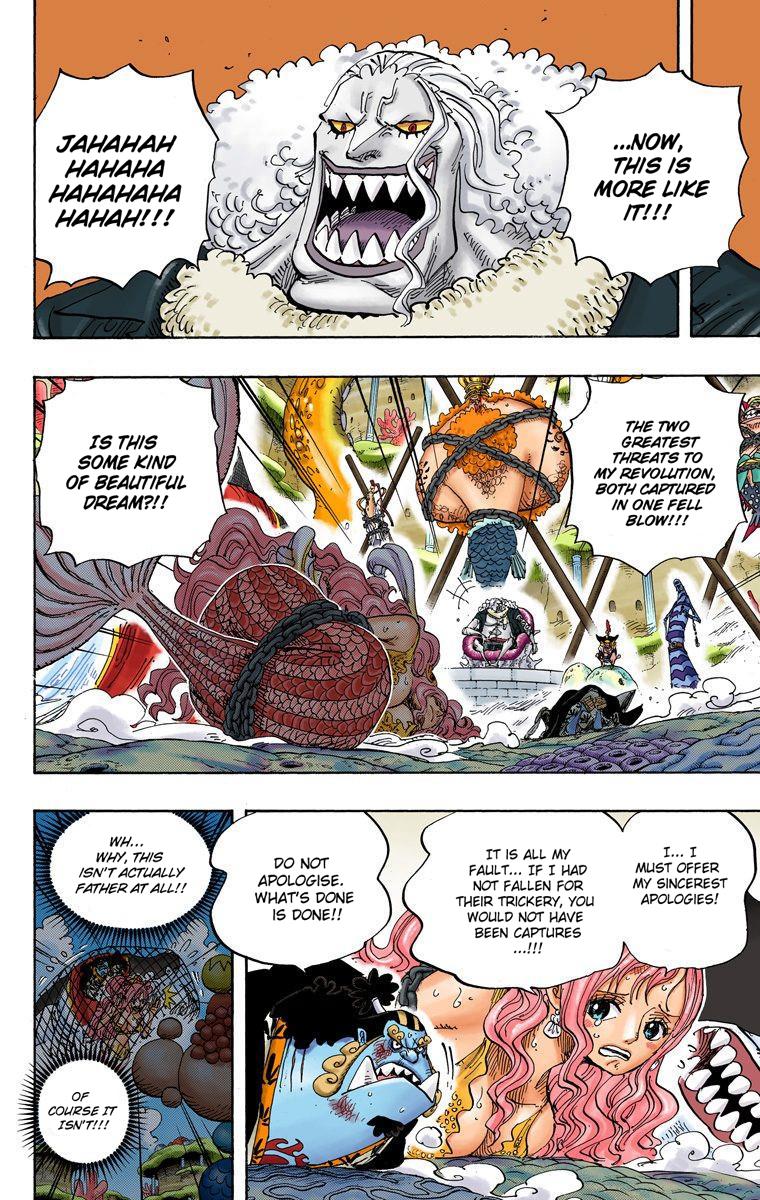 ...NOW,
THIS IS
MORE LIKE
IT!!!
JAHAHAH
HAHAHA
HAHAHAHA
HAHAH!!!
THE TWO
GREATEST
THREATS TO
MY REVOLUTION,
BOTH CAPTURED
IN ONE FELL
BLOW!!!
IS THIS
SOME KIND
OF BEAUTIFUL
DREAM?!!
I... I
MUST OFFER
MY SINCEREST
APOLOGIES!
IT IS ALL MY
FAULT... IF I HAD
NOT FALLEN FOR
THEIR TRICKERY, YOU
WOULD NOT HAVE
BEEN CAPTURES
...!!!
DO NOT
APOLOGISE.
WHAT'S DONE
IS DONE!!
WH...
WHY, THIS
ISN'T ACTUALLY
FATHER AT ALL!!
OF
COURSE IT
ISN'T!!!